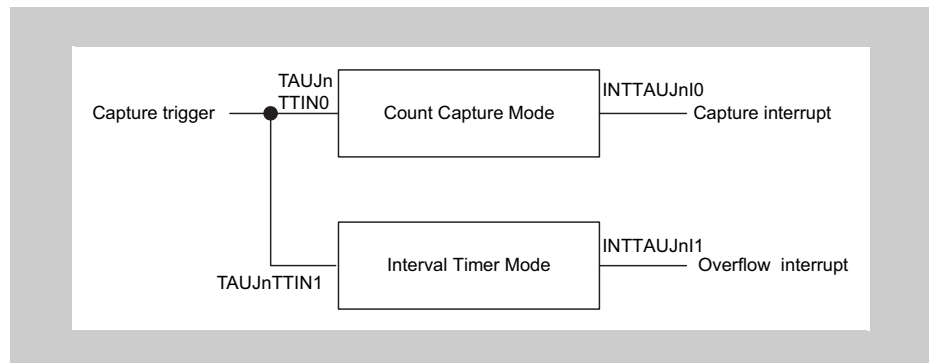 Capture trigger
TAUJn
TTIN0
Count Capture Mode
INTTAUJnI0
Capture interrupt
TAUJnTTIN1
Interval Timer Mode
INTTAUJnI1
Overflow interrupt